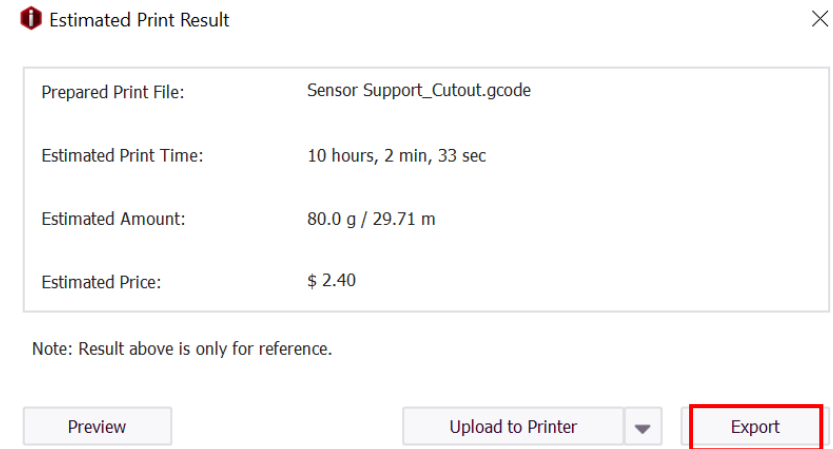 Estimated Print Result
Prepared Print File: Sensor Support_Cutout.gcode
Estimated Print Time: 10 hours, 2 min, 33 sec
Estimated Amount: 80.0 g / 29.71 m
Estimated Price: $ 2.40
Note: Result above is only for reference.
Preview Upload to Printer Export